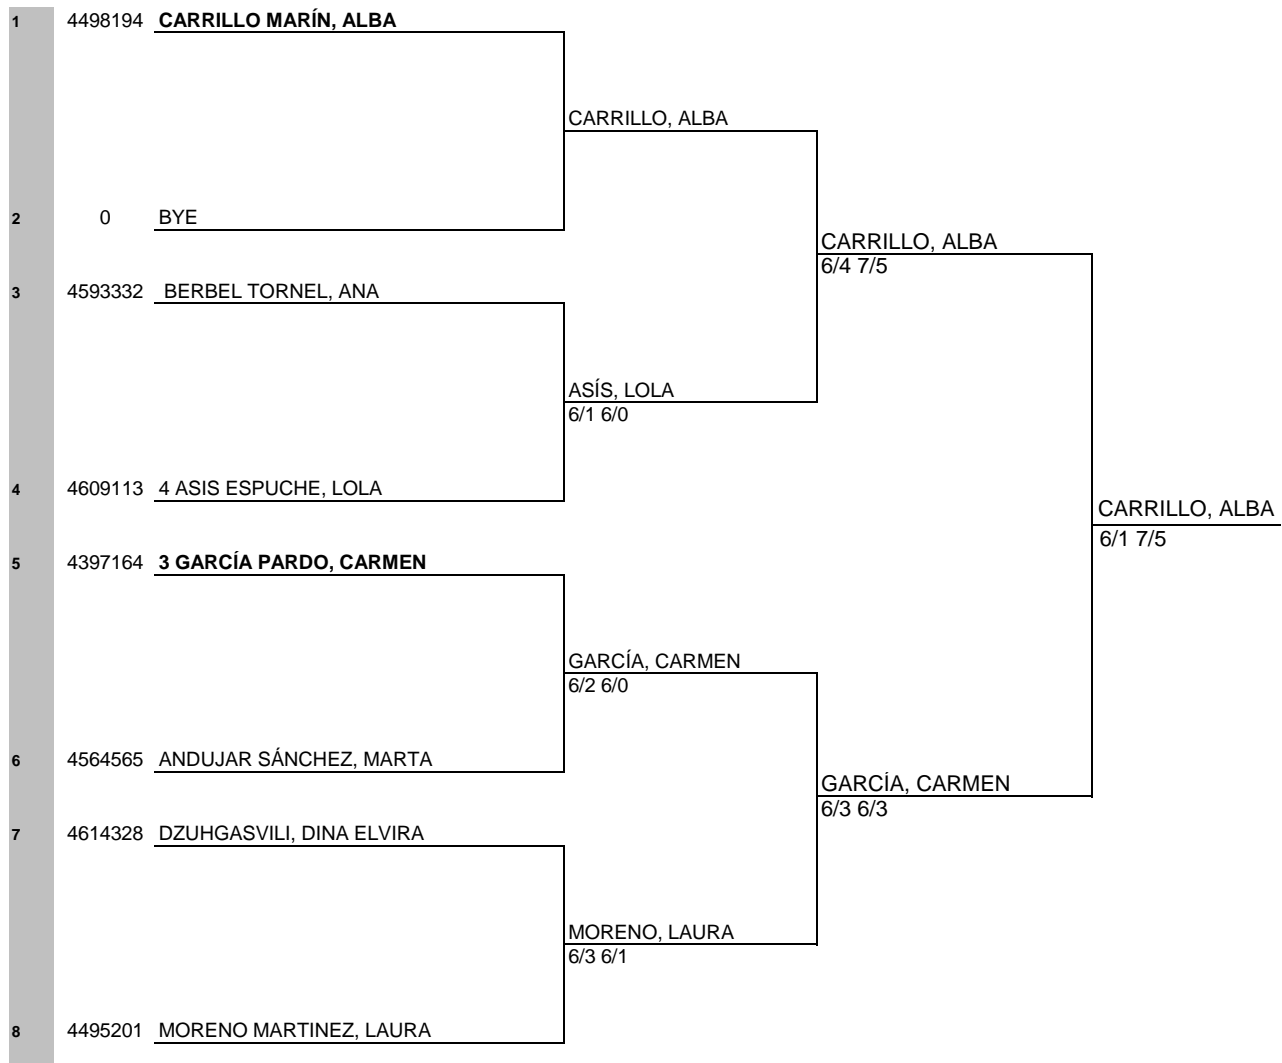 1 4498194 CARRILLO MARÍN, ALBA
CARRILLO, ALBA
2 0 BYE
CARRILLO, ALBA
6/4 7/5
3 4593332 BERBEL TORNEL, ANA
ASÍS, LOLA
6/1 6/0
4 4609113 4 ASIS ESPUCHE, LOLA
CARRILLO, ALBA
6/1 7/5
5 4397164 3 GARCÍA PARDO, CARMEN
GARCÍA, CARMEN
6/2 6/0
6 4564565 ANDUJAR SÁNCHEZ, MARTA
GARCÍA, CARMEN
6/3 6/3
7 4614328 DZUHGASVILI, DINA ELVIRA
MORENO, LAURA
6/3 6/1
8 4495201 MORENO MARTINEZ, LAURA